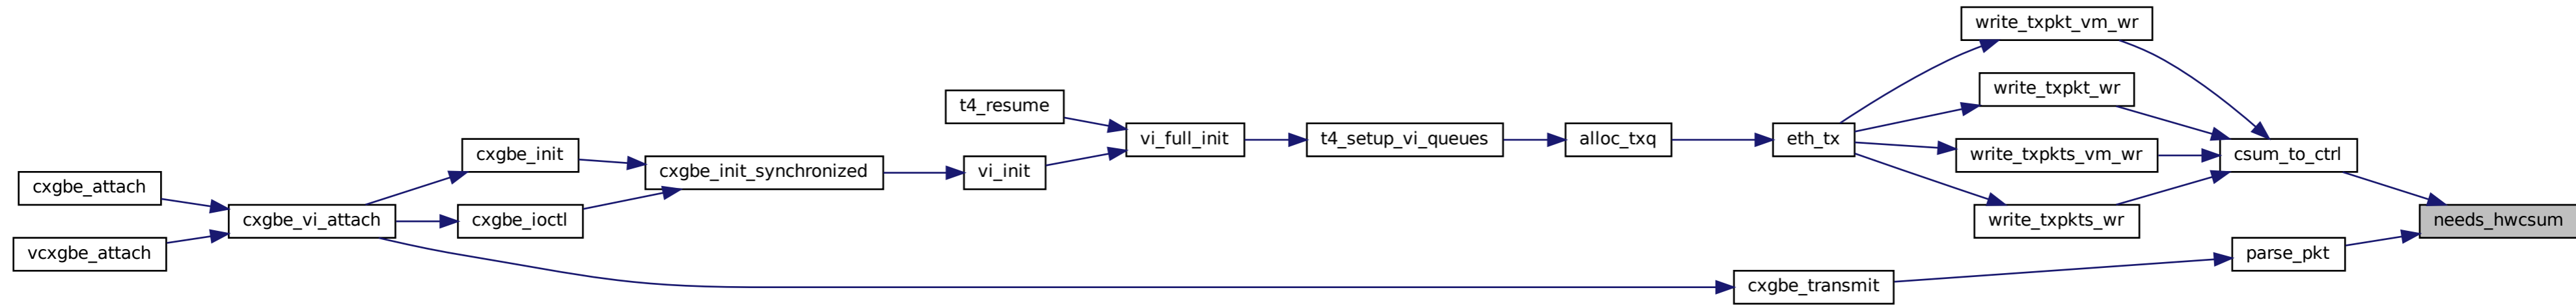 cxgbe_attach
vcxgbe_attach
cxgbe_vi_attach
cxgbe_init
cxgbe_ioctl
cxgbe_init_synchronized
t4_resume
vi_init
vi_full_init
t4_setup_vi_queues
alloc_txq
eth_tx
write_txpkt_vm_wr
write_txpkt_wr
write_txpkts_vm_wr
write_txpkts_wr
cxgbe_transmit
csum_to_ctrl
parse_pkt
needs_hwcsum